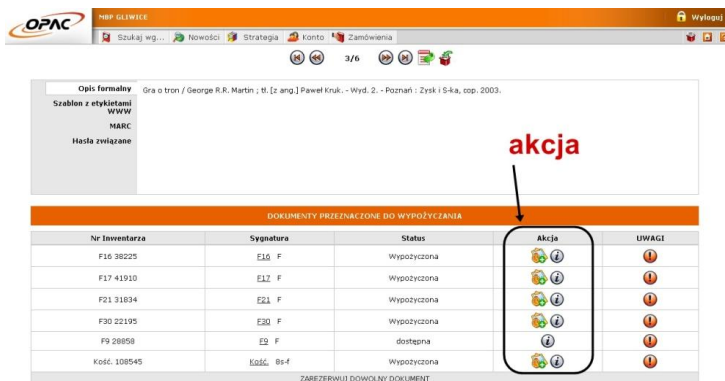 OPAC
MBP GLIWICE
Wyloguj
Szukaj wg... Nowości Strategia Konto Zamówienia
3/6
Opis formalny
Gra o tron / George R.R. Martin ; tł. [z ang.] Paweł Kruk. - Wyd. 2. - Poznań : Zysk i S-ka, cop. 2003.
Szablon z etykietami
WWW
MARC
Hasła związane
akcja
DOKUMENTY PRZEZNACZONE DO WYPOŻYCZANIA
Nr Inwentarza Sygnatura Status Akcja UWAGI
F16 38225 F16 F Wypożyczona
F17 41910 F17 F Wypożyczona
F21 31834 F21 F Wypożyczona
F30 22195 F30 F Wypożyczona
F9 28858 F9 F dostępna
Kość. 108545 Kość. 8s-f Wypożyczona
ZAREZERWUJ DOWOLNY DOKUMENT